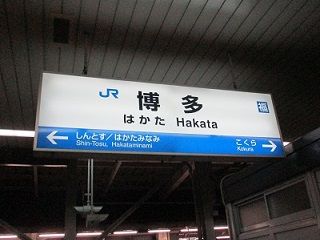 JR 博多 福
はかた Hakata
しんとす/はかたみなみ こくら
Shin-Tosu, Hakataminami Kokura